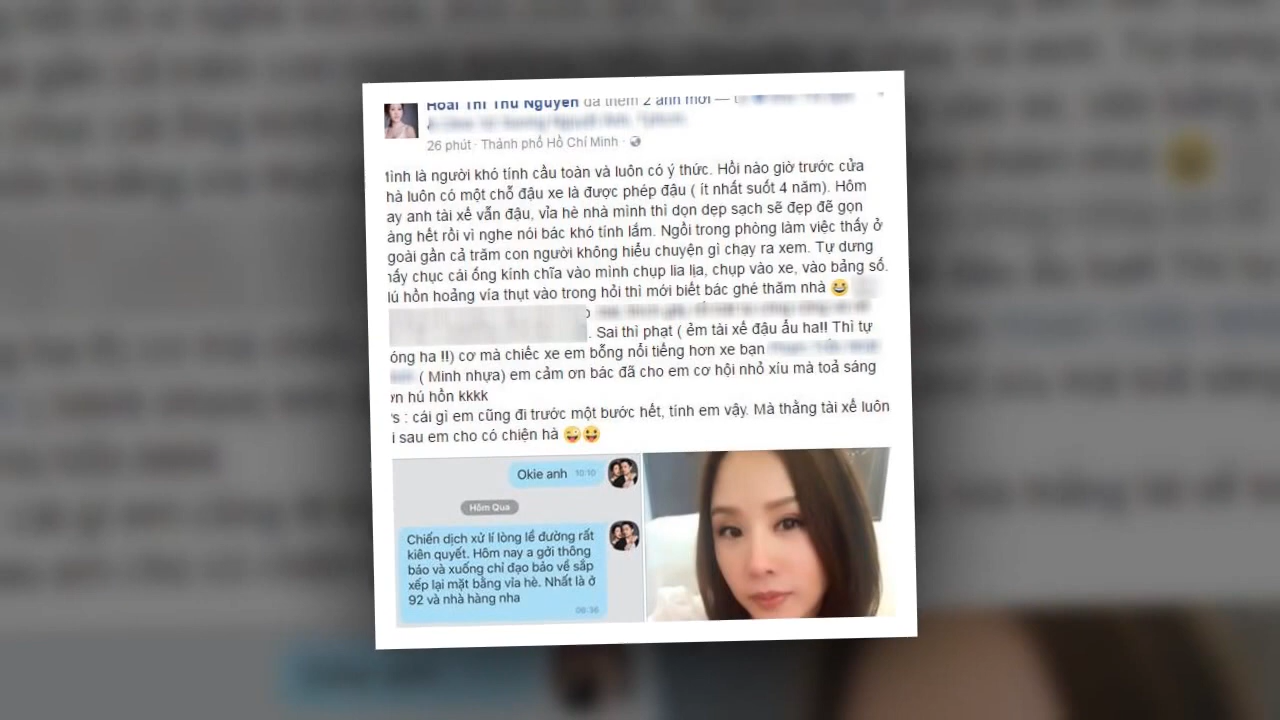 Hoai Thi Thu Nguyen đã thêm 2 ảnh mới —
26 phút · Thành phố Hồ Chí Minh ·
Mình là người khó tính cầu toàn và luôn có ý thức. Hồi nào giờ trước cửa
hà luôn có một chỗ đậu xe là được phép đậu ( ít nhất suốt 4 năm). Hôm
ay anh tài xế vẫn đậu, vỉa hè nhà mình thì dọn dẹp sạch sẽ đẹp đẽ gọn
àng hết rồi vì nghe nói bác khó tính lắm. Ngồi trong phòng làm việc thấy ở
goài gần cả trăm con người không hiểu chuyện gì chạy ra xem. Tự dưng
hấy chục cái ống kính chĩa vào mình chụp lia lịa, chụp vào xe, vào bảng số.
ú hồn hoảng vía thụt vào trong hỏi thì mới biết bác ghé thăm nhà 😆
. Sai thì phạt ( ẻm tài xế đậu ẩu ha!! Thì tự
óng ha !!) cơ mà chiếc xe em bỗng nổi tiếng hơn xe bạn
( Minh nhựa) em cảm ơn bác đã cho em cơ hội nhỏ xíu mà toả sáng
ơn hú hồn kkkk
s : cái gì em cũng đi trước một bước hết, tính em vậy. Mà thằng tài xế luôn
i sau em cho có chiện hà 😜😝
Okie anh 10:10
Hôm Qua
Chiến dịch xử lí lòng lề đường rất
kiên quyết. Hôm nay a gởi thông
báo và xuống chỉ đạo bảo vệ sắp
xếp lại mặt bằng vỉa hè. Nhất là ở
92 và nhà hàng nha
06:36